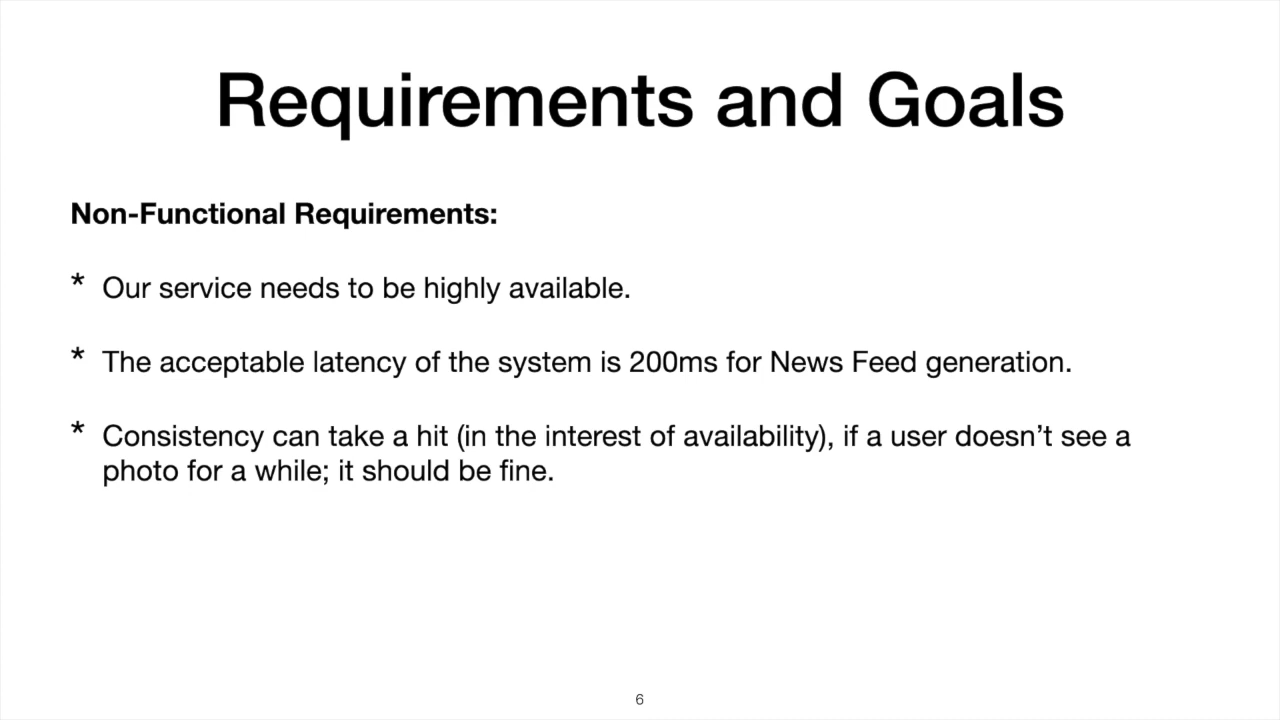 Requirements and Goals
Non-Functional Requirements:
* Our service needs to be highly available.
* The acceptable latency of the system is 200ms for News Feed generation.
* Consistency can take a hit (in the interest of availability), if a user doesn’t see a
photo for a while; it should be fine.
6